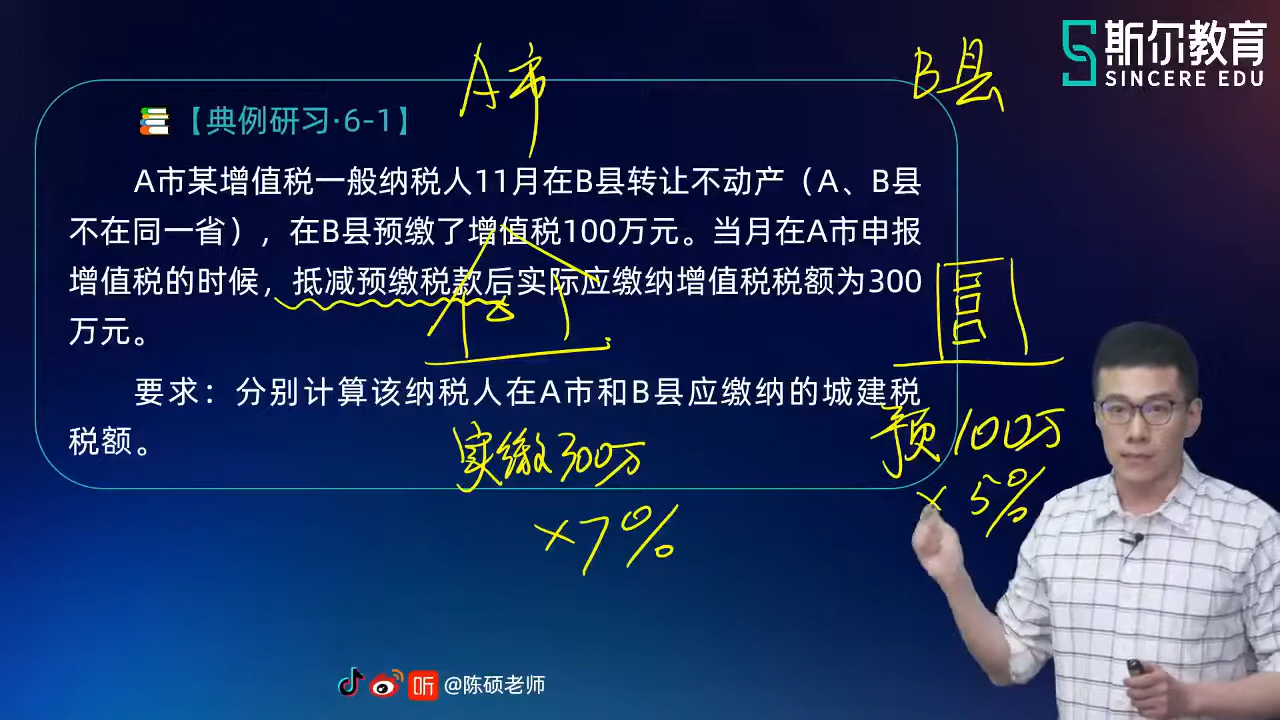 斯尔教育
SINCERE EDU
A市
B县
【典例研习·6-1】
A市某增值税一般纳税人11月在B县转让不动产（A、B县
不在同一省），在B县预缴了增值税100万元。当月在A市申报
增值税的时候，抵减预缴税款后实际应缴纳增值税税额为300
万元。
要求：分别计算该纳税人在A市和B县应缴纳的城建税
税额。
实缴300万
×7%
预100万
×5%
听 @陈硕老师